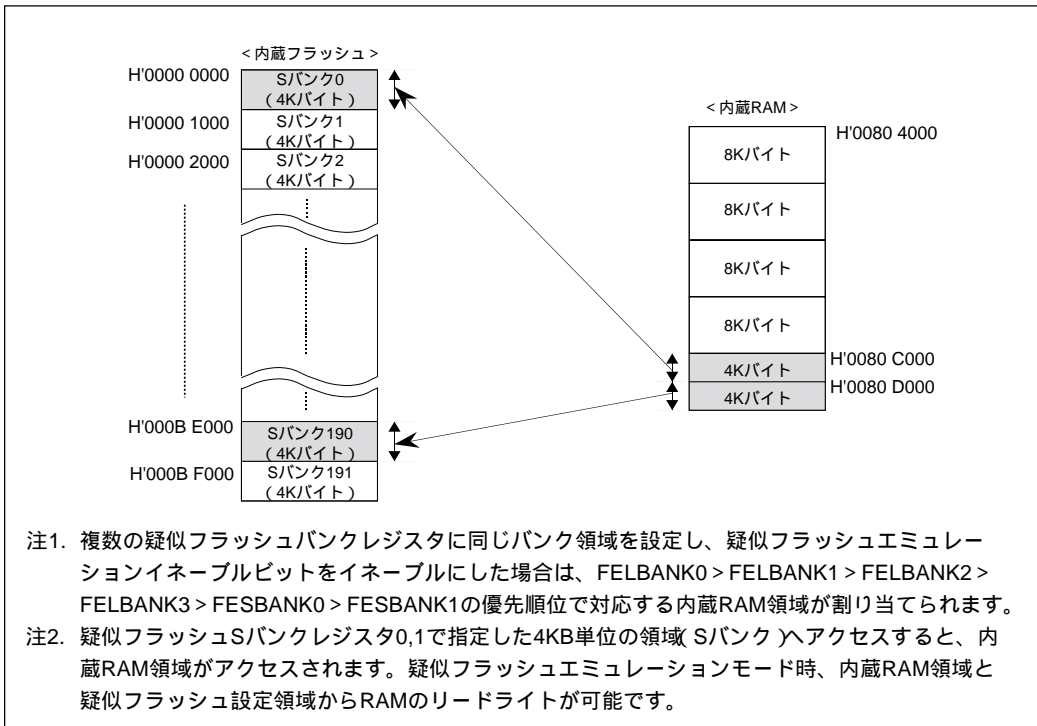 <内蔵フラッシュ>
H'0000 0000
Sバンク0
(4Kバイト)
H'0000 1000
Sバンク1
(4Kバイト)
H'0000 2000
Sバンク2
(4Kバイト)
H'000B E000
Sバンク190
(4Kバイト)
H'000B F000
Sバンク191
(4Kバイト)
<内蔵RAM>
H'0080 4000
8Kバイト
8Kバイト
8Kバイト
8Kバイト
4Kバイト
H'0080 C000
4Kバイト
H'0080 D000
注1. 複数の疑似フラッシュバンクレジスタに同じバンク領域を設定し、疑似フラッシュエミュレー
ションイネーブルビットをイネーブルにした場合は、FELBANK0>FELBANK1>FELBANK2>
FELBANK3>FESBANK0>FESBANK1の優先順位で対応する内蔵RAM領域が割り当てられます。
注2. 疑似フラッシュSバンクレジスタ0,1で指定した4KB単位の領域(Sバンク)へアクセスすると、内
蔵RAM領域がアクセスされます。疑似フラッシュエミュレーションモード時、内蔵RAM領域と
疑似フラッシュ設定領域からRAMのリードライトが可能です。